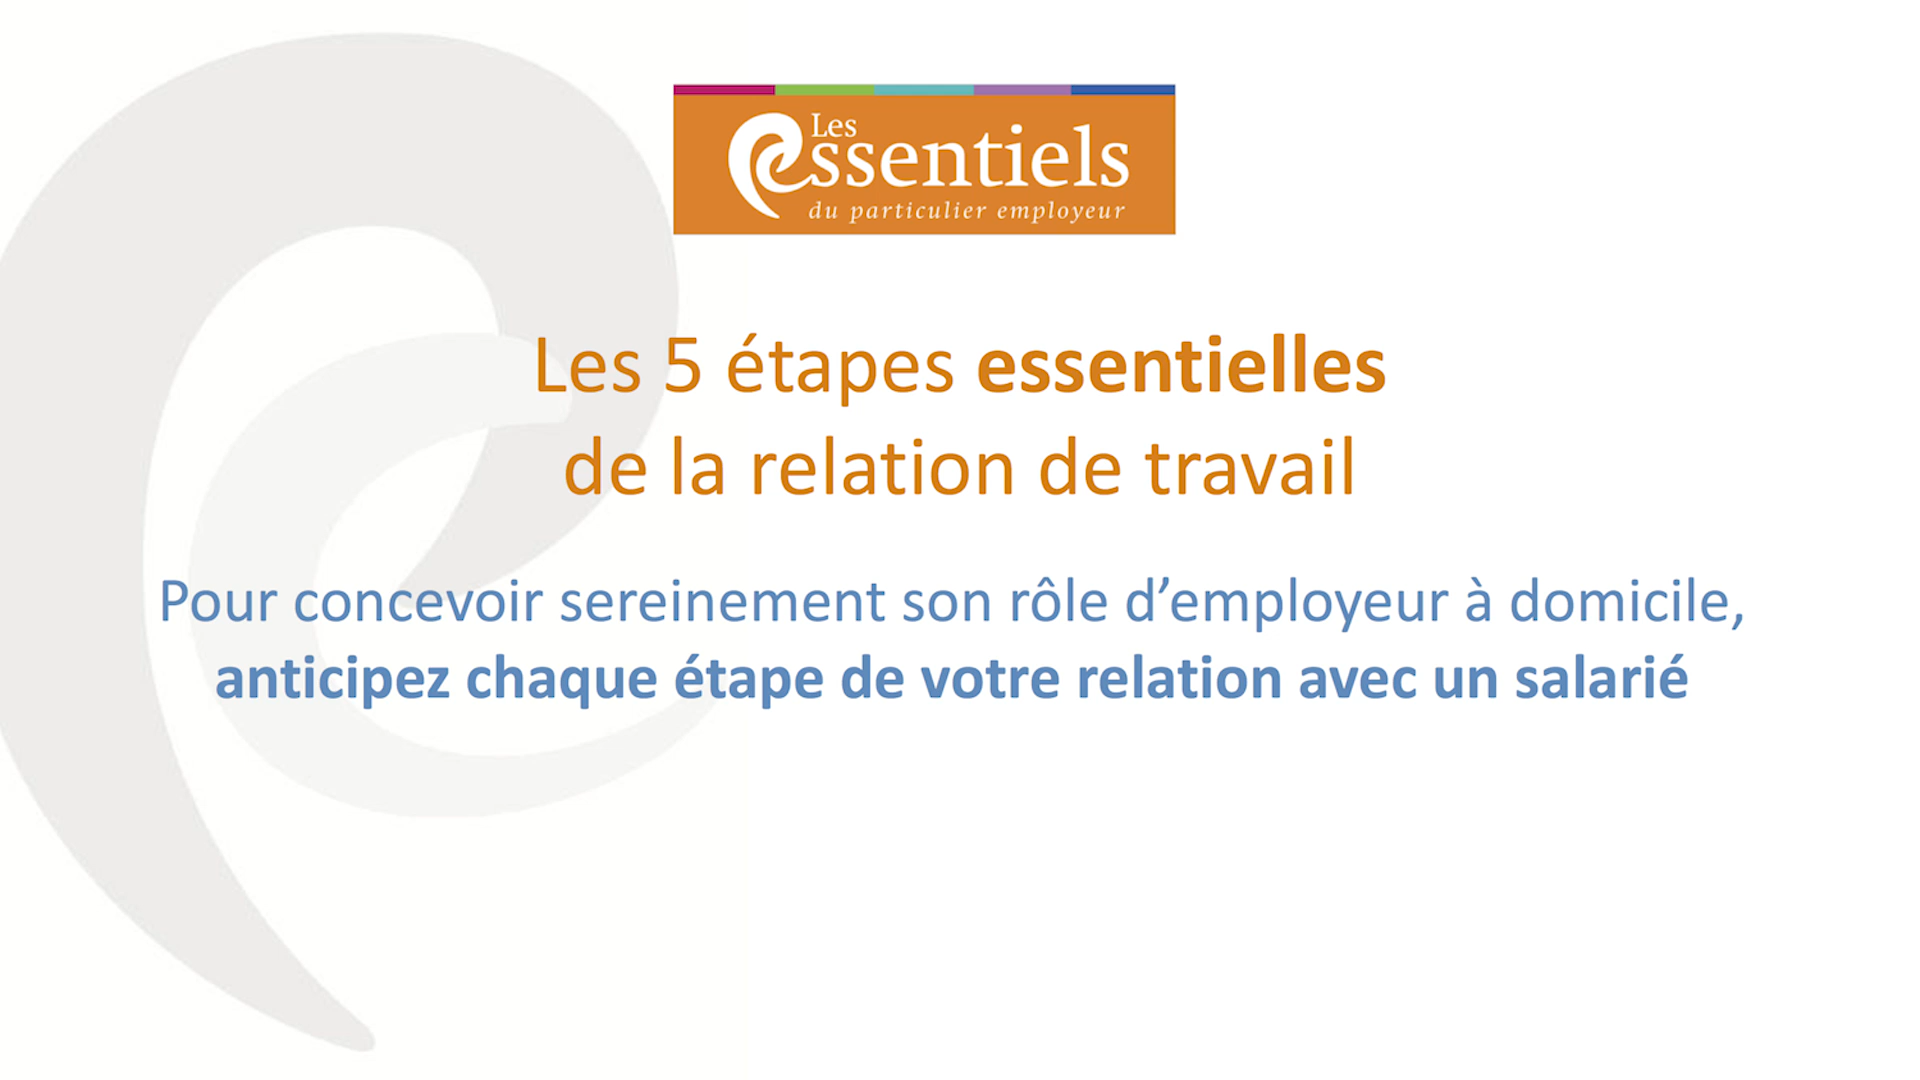 Les
essentiels
du particulier employeur
Les 5 étapes essentielles
de la relation de travail
Pour concevoir sereinement son rôle d’employeur à domicile,
anticipez chaque étape de votre relation avec un salarié